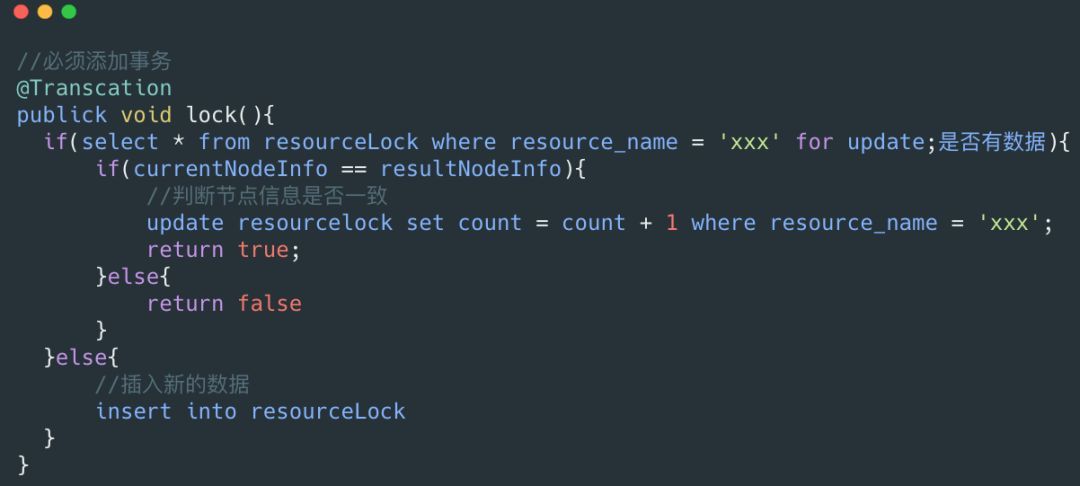 //必须添加事务
@Transcation
publick void lock(){
  if(select * from resourceLock where resource_name = 'xxx' for update;是否有数据){
      if(currentNodeInfo == resultNodeInfo){
          //判断节点信息是否一致
          update resourcelock set count = count + 1 where resource_name = 'xxx';
          return true;
      }else{
          return false
      }
  }else{
      //插入新的数据
      insert into resourceLock
  }
}